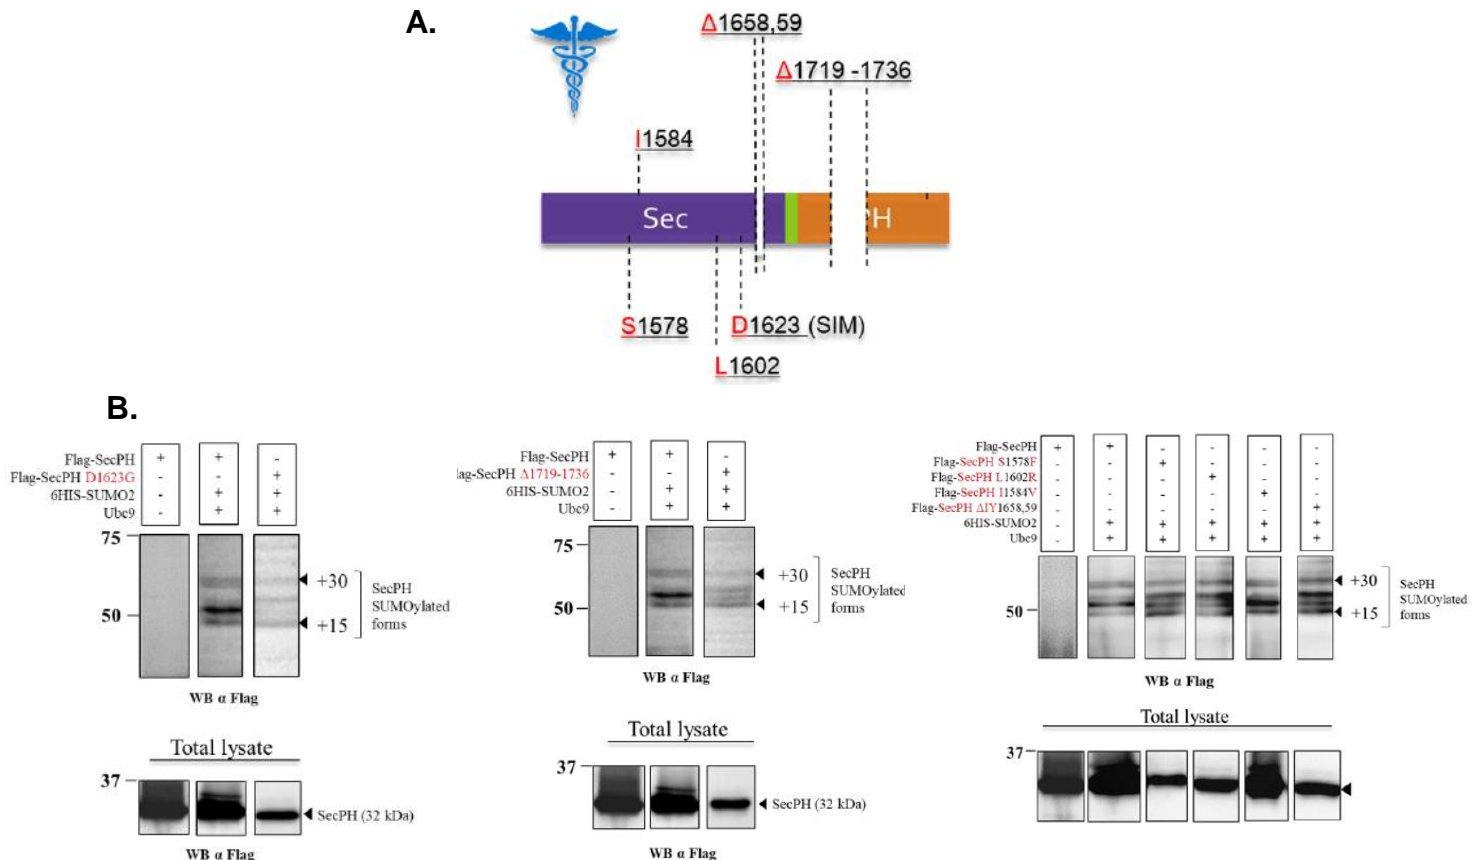 A.
Δ1658,59
Δ1719 -1736
I1584
Sec
PH
S1578
D1623 (SIM)
L1602
B.
Flag-SecPH + + -
Flag-SecPH D1623G - - +
6HIS-SUMO2 - + +
Ubc9 - + +
75
50
+30
+15
SecPH
SUMOylated
forms
WB α Flag
Total lysate
37
SecPH (32 kDa)
WB α Flag
Flag-SecPH + + -
lag-SecPH Δ1719-1736 - - +
6HIS-SUMO2 - + +
Ubc9 - + +
75
50
+30
+15
SecPH
SUMOylated
forms
WB α Flag
Total lysate
37
SecPH (32 kDa)
WB α Flag
Flag-SecPH + + - - - -
Flag-SecPH S1578F - - + - - -
Flag-SecPH L1602R - - - + - -
Flag-SecPH I1584V - - - - + -
Flag-SecPH ΔIY1658,59 - - - - - +
6HIS-SUMO2 - + + + + +
Ubc9 - + + + + +
50
+30
+15
SecPH
SUMOylated
forms
WB α Flag
Total lysate
37